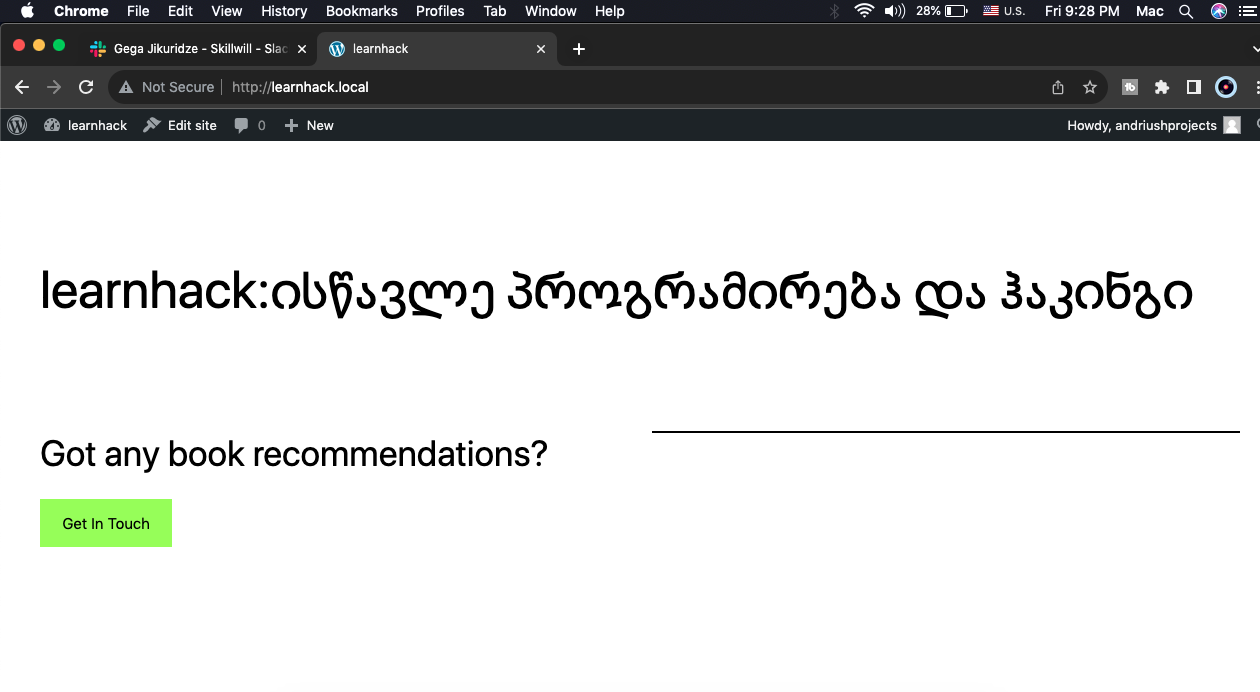 Chrome File Edit View History Bookmarks Profiles Tab Window Help 28% U.S. Fri 9:28 PM Mac
Gega Jikuridze - Skillwill - Slac learnhack
Not Secure http://learnhack.local
learnhack Edit site 0 New Howdy, andriushprojects
learnhack:ისწავლე პროგრამირება და ჰაკინგი
Got any book recommendations?
Get In Touch